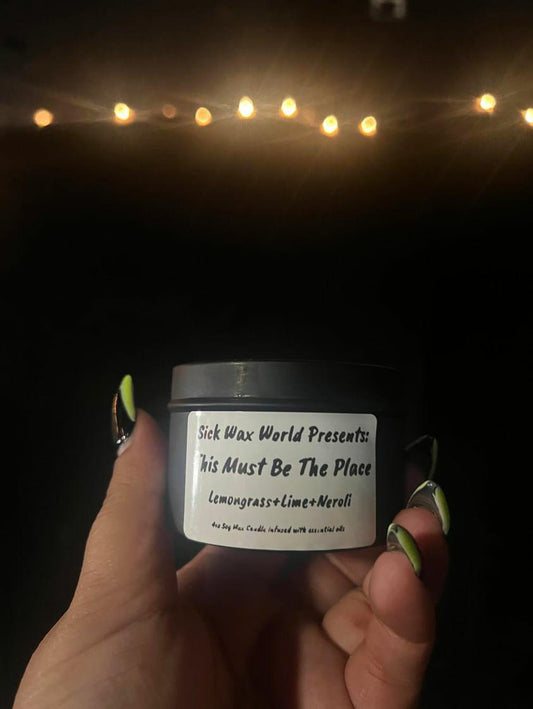 Sick Wax World Presents:
This Must Be The Place
Lemongrass+Lime+Neroli
4oz Soy Wax Candle infused with essential oils